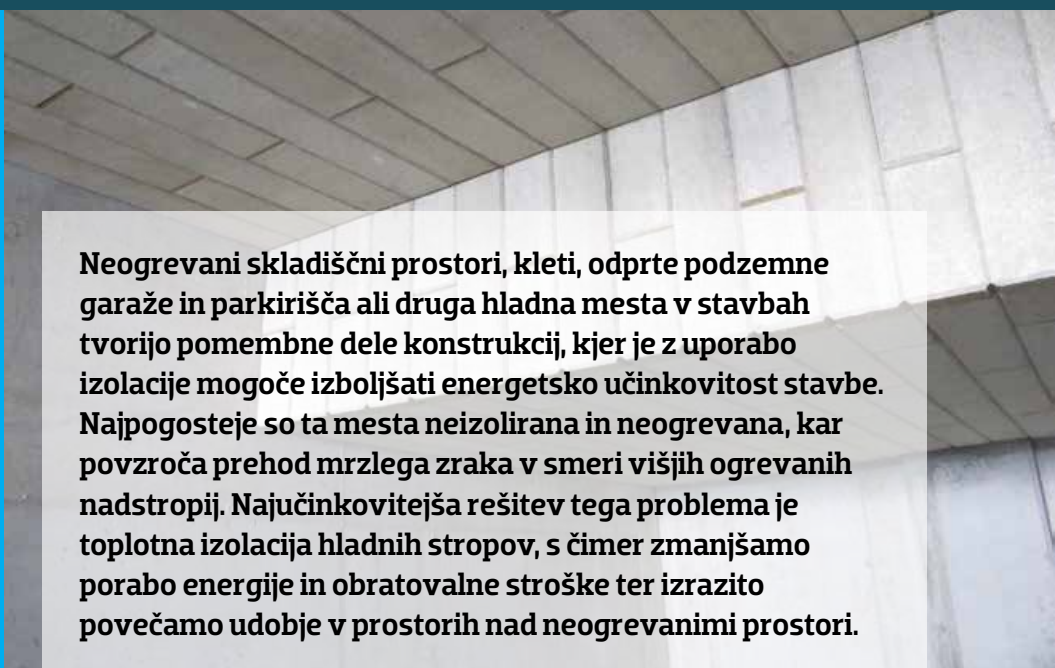 Neogrevani skladiščni prostori, kleti, odprte podzemne
garaže in parkirišča ali druga hladna mesta v stavbah
tvorijo pomembne dele konstrukcij, kjer je z uporabo
izolacije mogoče izboljšati energetsko učinkovitost stavbe.
Najpogosteje so ta mesta neizolirana in neogrevana, kar
povzroča prehod mrzlega zraka v smeri višjih ogrevanih
nadstropij. Najučinkovitejša rešitev tega problema je
toplotna izolacija hladnih stropov, s čimer zmanjšamo
porabo energije in obratovalne stroške ter izrazito
povečamo udobje v prostorih nad neogrevanimi prostori.